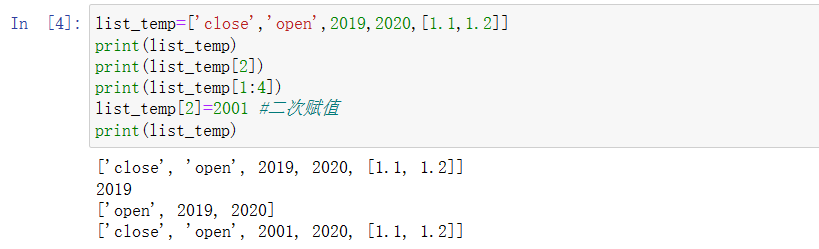 In [4]: list_temp=['close','open',2019,2020,[1.1,1.2]]
print(list_temp)
print(list_temp[2])
print(list_temp[1:4])
list_temp[2]=2001 #二次赋值
print(list_temp)
['close', 'open', 2019, 2020, [1.1, 1.2]]
2019
['open', 2019, 2020]
['close', 'open', 2001, 2020, [1.1, 1.2]]